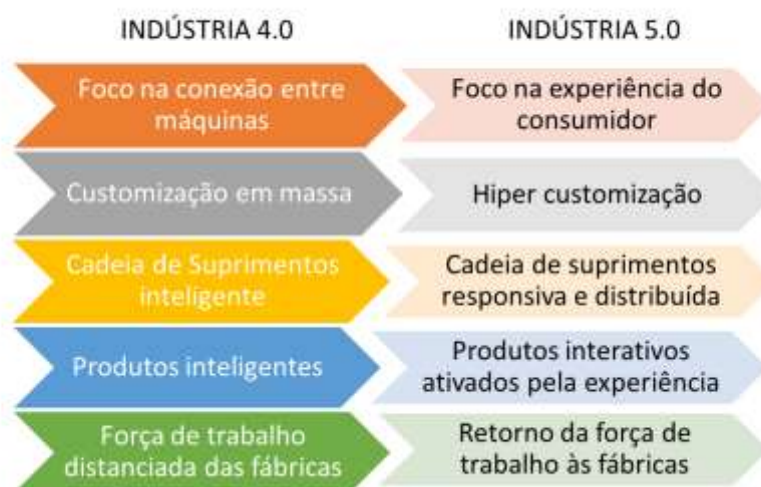 INDÚSTRIA 4.0
INDÚSTRIA 5.0
Foco na conexão entre
máquinas
Foco na experiência do
consumidor
Customização em massa
Hiper customização
Cadeia de Suprimentos
inteligente
Cadeia de suprimentos
responsiva e distribuída
Produtos inteligentes
Produtos interativos
ativados pela experiência
Força de trabalho
distanciada das fábricas
Retorno da força de
trabalho às fábricas